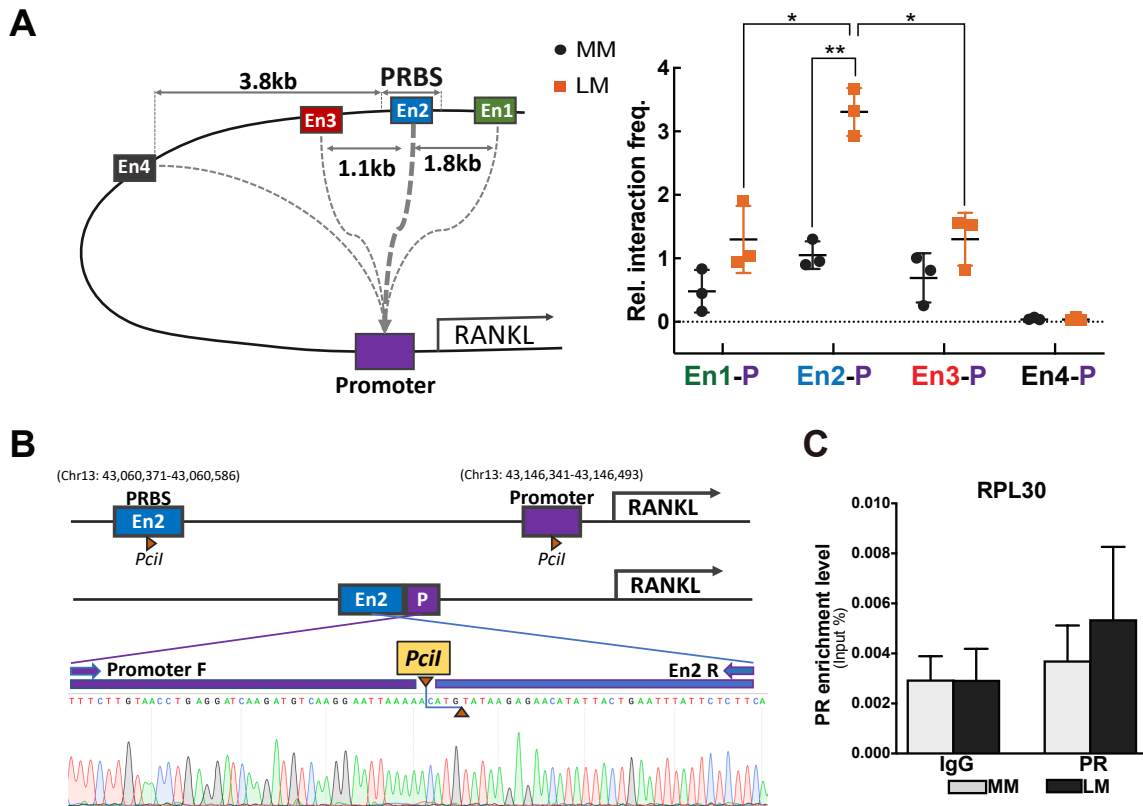 A
3.8kb
PRBS
En3
En2
En1
En4
1.1kb
1.8kb
RANKL
Promoter
MM
LM
*
*
**
Rel. interaction freq.
4
3
2
1
0
En1-P
En2-P
En3-P
En4-P
B
(Chr13: 43,060,371-43,060,586)
(Chr13: 43,146,341-43,146,493)
PRBS
Promoter
En2
RANKL
PciI
PciI
RANKL
En2
P
PciI
Promoter F
En2 R
TTTCTTGTAACCTGAGGATCAAGATGTCAAGGAATTAAAAACATGTATAAGAGAACATATTACTGAATTTATTCTCTTCA
C
RPL30
PR enrichment level
(Input %)
0.010
0.008
0.006
0.004
0.002
0.000
IgG
PR
MM
LM